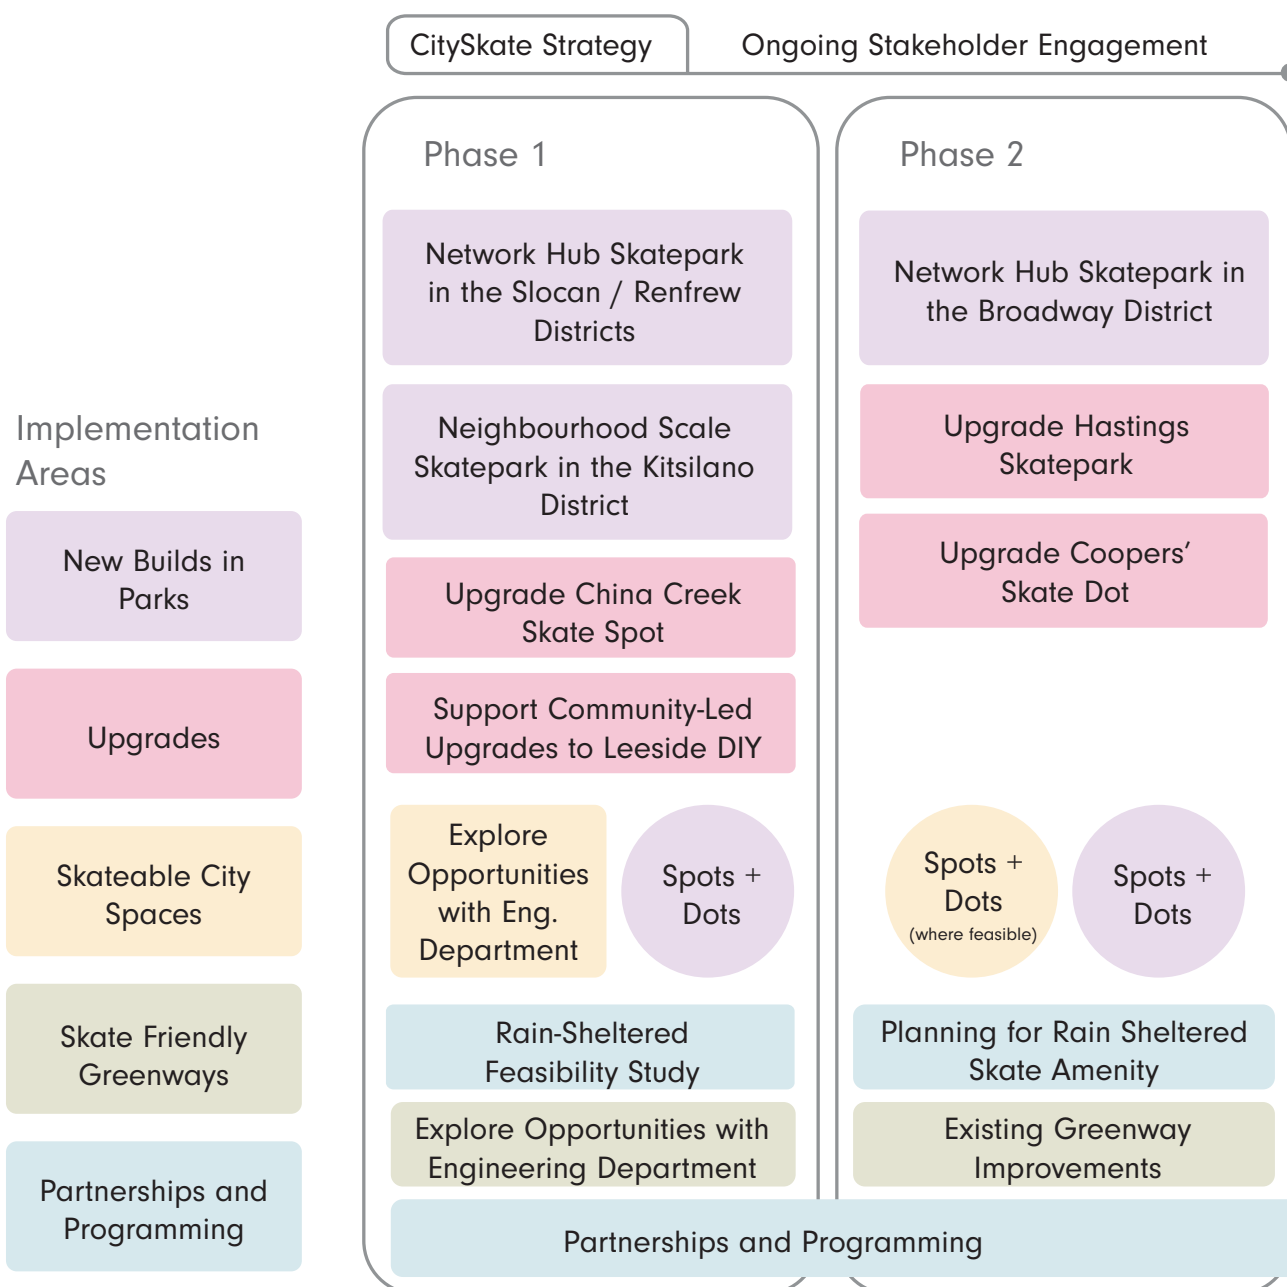 CitySkate Strategy
Ongoing Stakeholder Engagement
Implementation
Areas
New Builds in
Parks
Upgrades
Skateable City
Spaces
Skate Friendly
Greenways
Partnerships and
Programming
Phase 1
Network Hub Skatepark
in the Slocan / Renfrew
Districts
Neighbourhood Scale
Skatepark in the Kitsilano
District
Upgrade China Creek
Skate Spot
Support Community-Led
Upgrades to Leeside DIY
Explore
Opportunities
with Eng.
Department
Spots +
Dots
Rain-Sheltered
Feasibility Study
Explore Opportunities with
Engineering Department
Phase 2
Network Hub Skatepark in
the Broadway District
Upgrade Hastings
Skatepark
Upgrade Coopers’
Skate Dot
Spots +
Dots
(where feasible)
Spots +
Dots
Planning for Rain Sheltered
Skate Amenity
Existing Greenway
Improvements
Partnerships and Programming